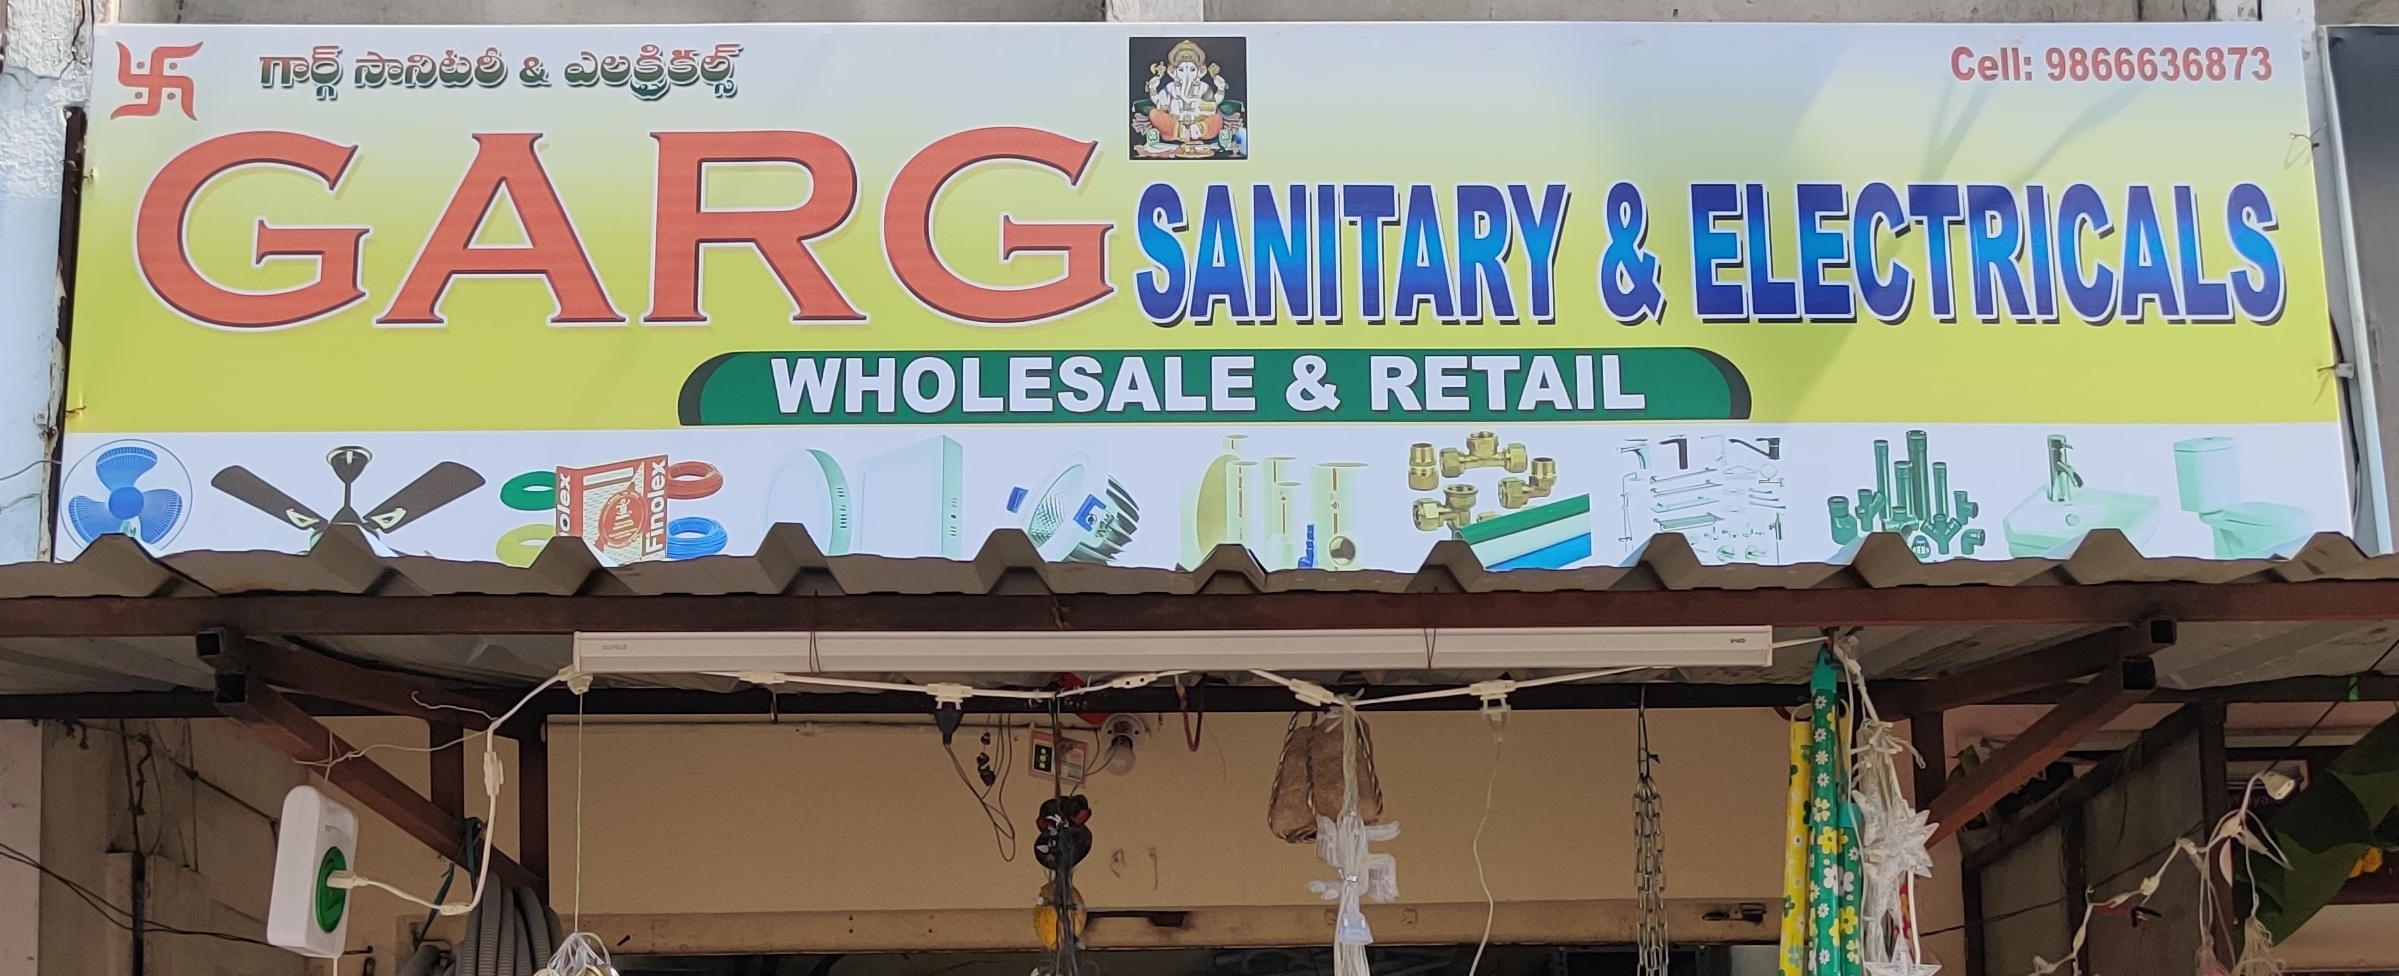 గార్గ్ సానిటరీ & ఎలక్ట్రికల్స్
Cell: 9866636873
GARG SANITARY & ELECTRICALS
WHOLESALE & RETAIL
Finolex